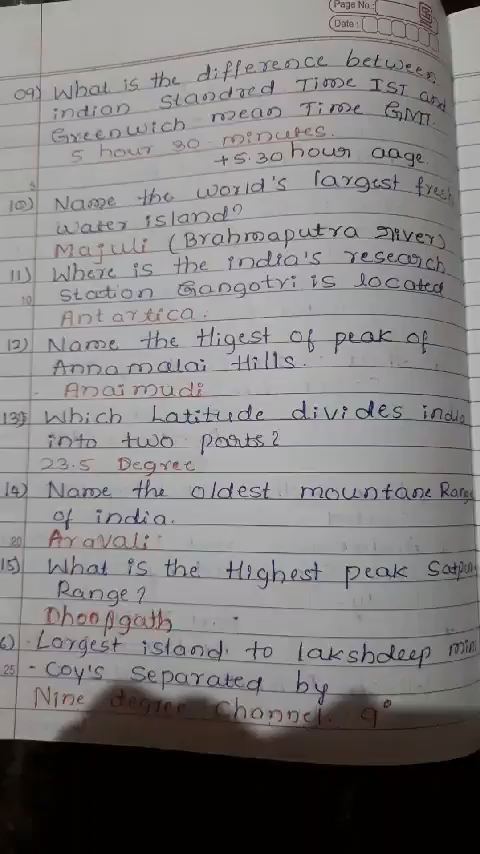 Page No.:
Date:
09) What is the difference between
indian Standred Time IST and
Greenwich mean Time GMT.
5 hour 30 minutes.
+5.30 hour aage
5
10) Name the world's largest fresh
water island?
Majuli (Brahmaputra River)
11) Where is the india's research
10 Station Gangotri is located
Antartica.
12) Name the Higest of peak of
Annamalai Hills.
Anaimudi
13) Which Latitude divides india
into two parts?
23.5 Degree
14) Name the oldest mountane Range
of india.
20 Aravali
15) What is the Highest peak Satpura
Range?
Dhoopgath
6) Largest island to lakshdeep mini
25 - Coy's separated by
Nine degree Channel. 9°